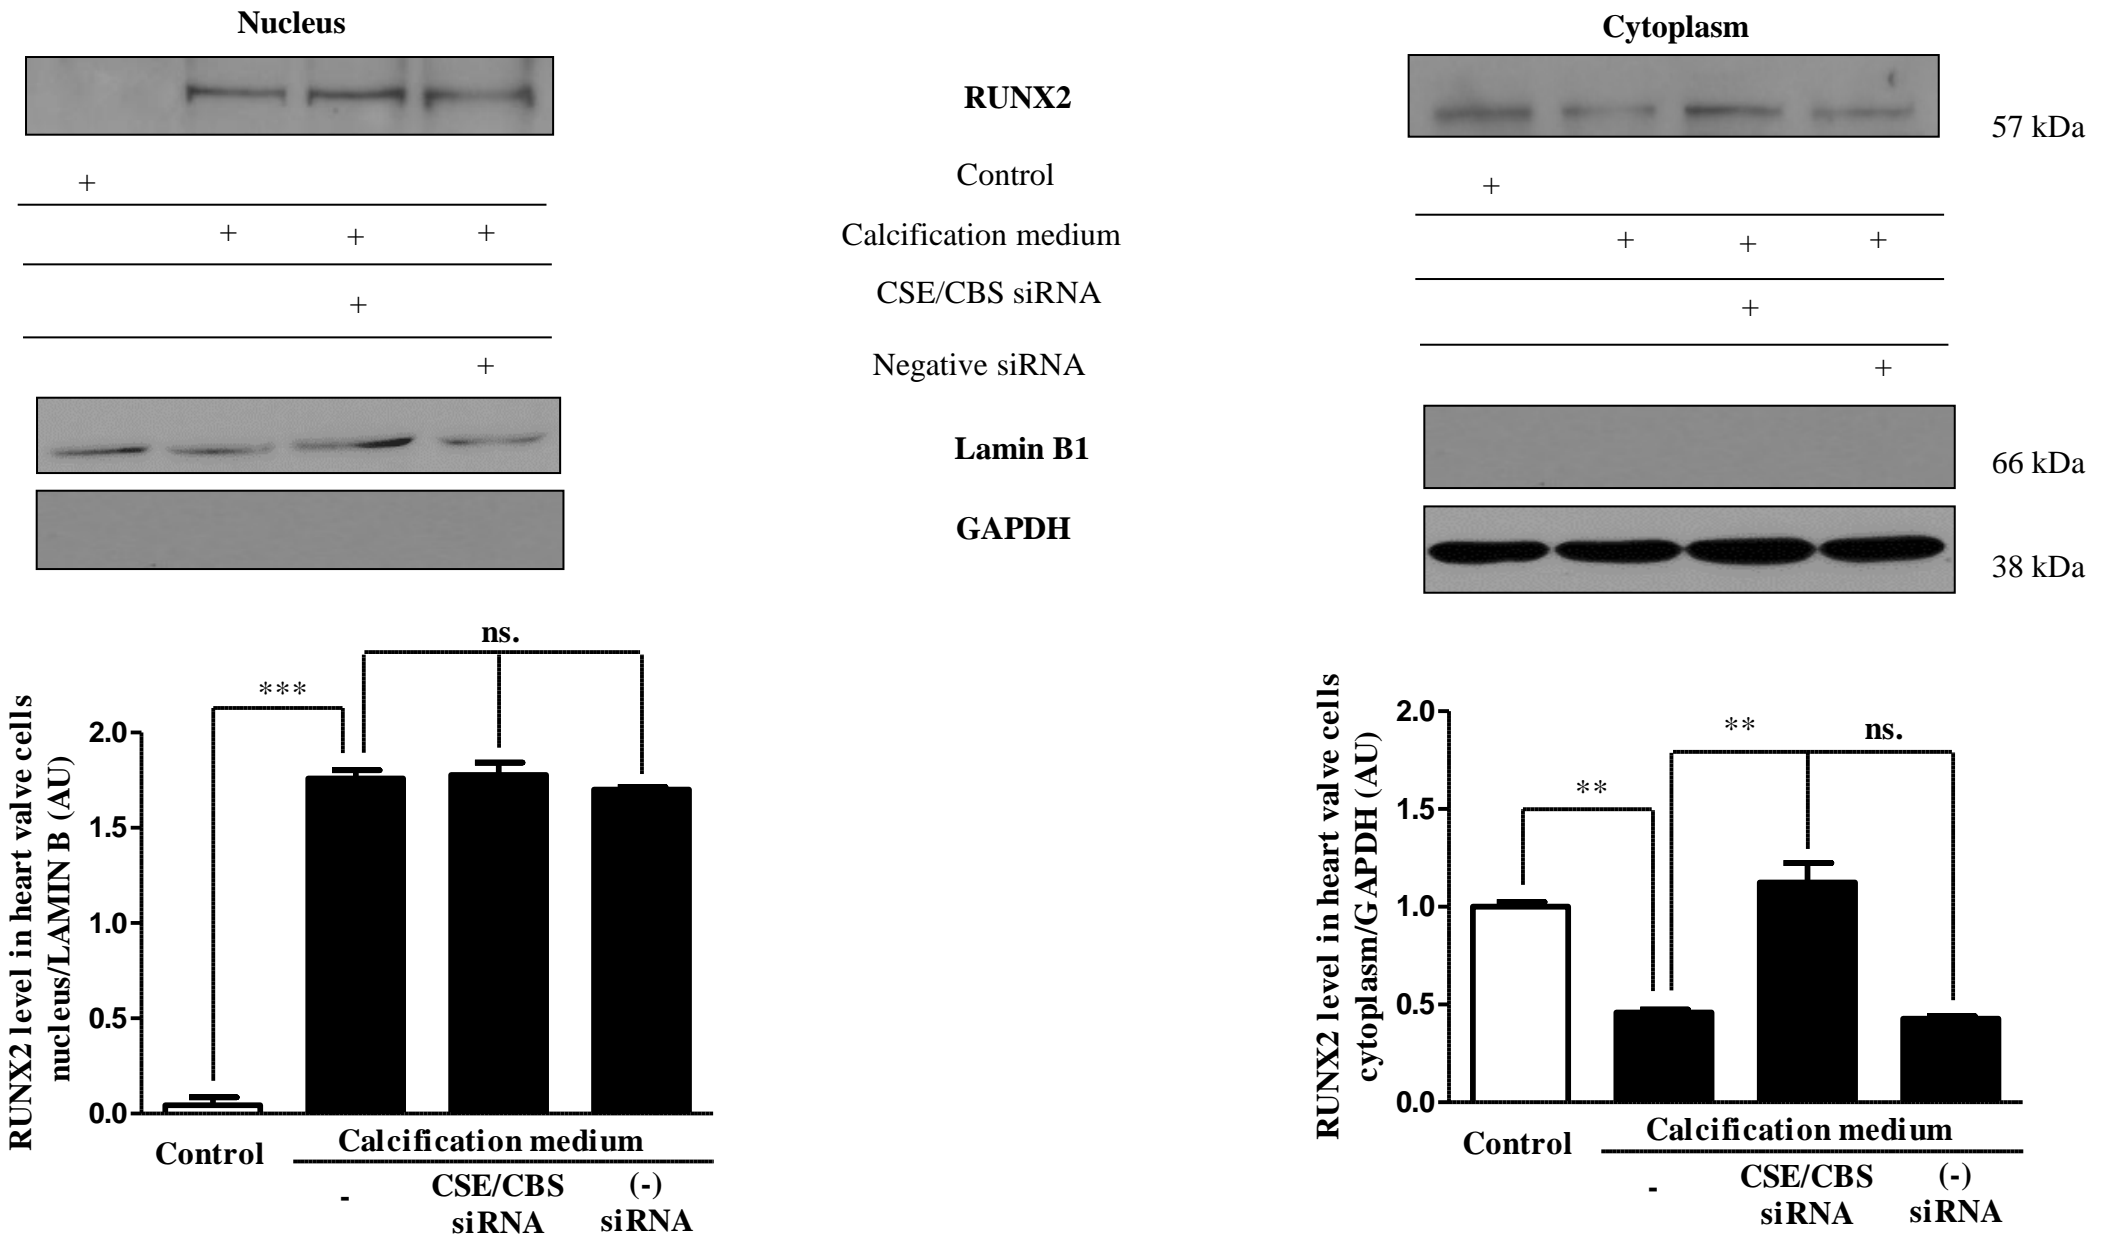 Nucleus
Cytoplasm
RUNX2
57 kDa
Control
+
+
Calcification medium
+ + +
+ + +
CSE/CBS siRNA
+
+
Negative siRNA
+
+
Lamin B1
66 kDa
GAPDH
38 kDa
RUNX2 level in heart valve cells
nucleus/LAMIN B (AU)
2.0
1.5
1.0
0.5
0.0
***
ns.
Control
Calcification medium
-
CSE/CBS
siRNA
(-)
siRNA
RUNX2 level in heart valve cells
cytoplasm/GAPDH (AU)
2.0
1.5
1.0
0.5
0.0
**
**
ns.
Control
Calcification medium
-
CSE/CBS
siRNA
(-)
siRNA